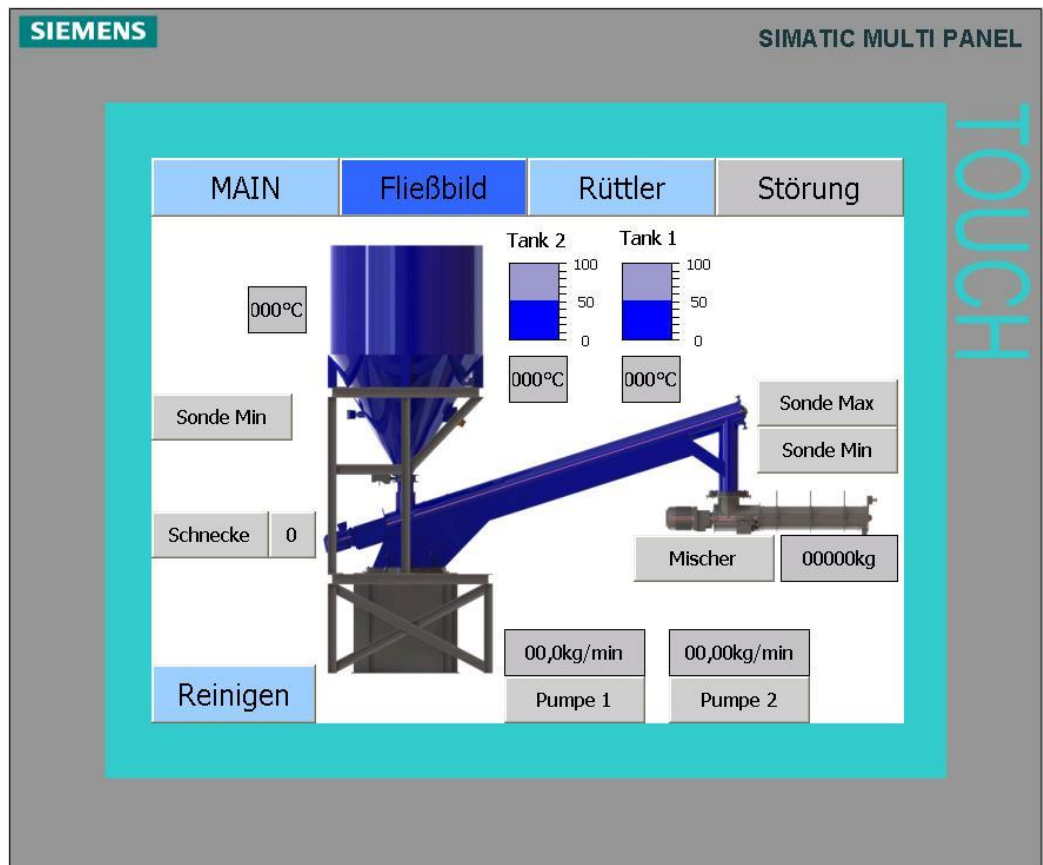 SIEMENS
SIMATIC MULTI PANEL
TOUCH
MAIN
Fließbild
Rüttler
Störung
Tank 2
Tank 1
100
50
0
100
50
0
000°C
000°C
000°C
Sonde Min
Sonde Max
Sonde Min
Schnecke
0
Mischer
00000kg
00,0kg/min
00,00kg/min
Reinigen
Pumpe 1
Pumpe 2